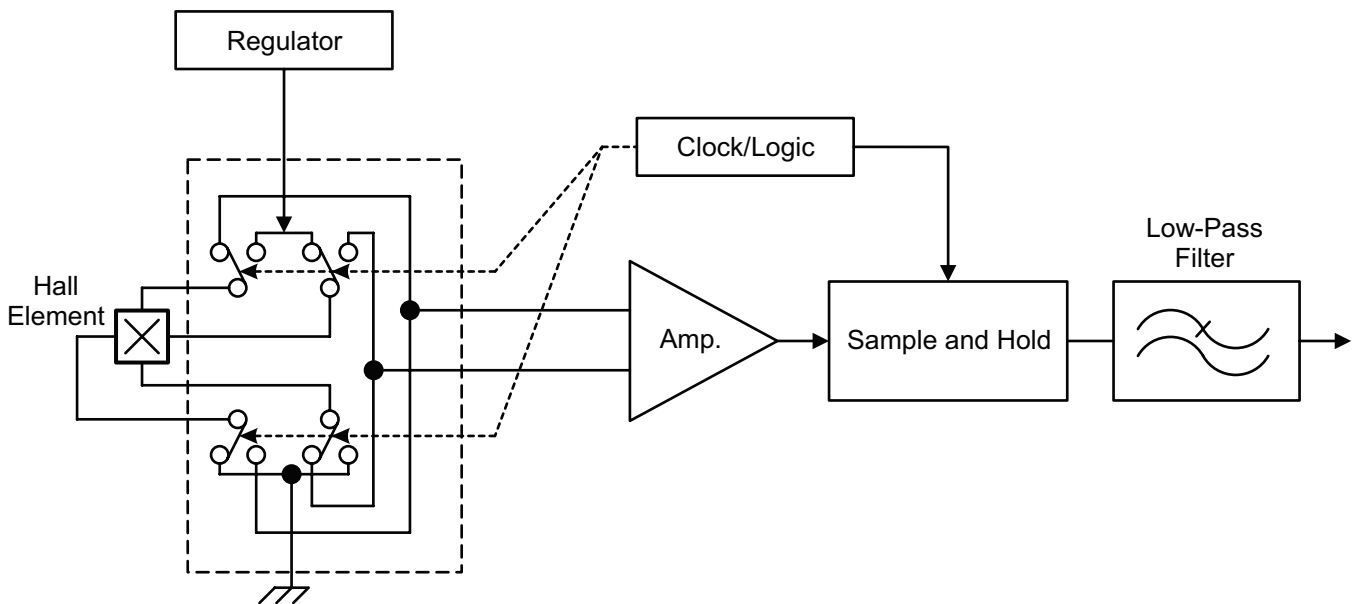 Regulator
Clock/Logic
Low-Pass
Filter
Hall
Element
Amp.
Sample and Hold